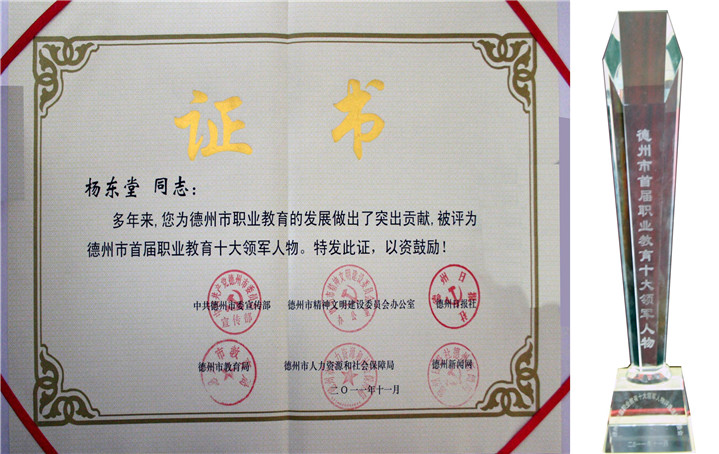 证 书
杨东堂 同志：
多年来，您为德州市职业教育的发展做出了突出贡献，被评为
德州市首届职业教育十大领军人物。特发此证，以资鼓励！
中共德州市委宣传部 德州市精神文明建设委员会办公室 德州日报社
德州市教育局 德州市人力资源和社会保障局 德州新闻网
二〇一一年十一月
德州市首届职业教育十大领军人物